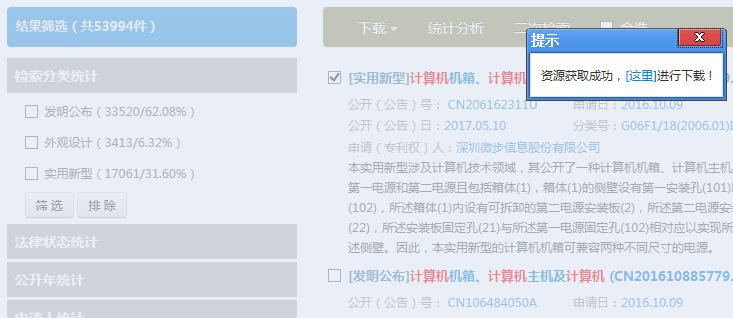 结果筛选（共53994件）
检索分类统计
发明公布（33520/62.08%）
外观设计（3413/6.32%）
实用新型（17061/31.60%）
筛 选
排 除
法律状态统计
公开年统计
申请人统计
下载
统计分析
二次检索
全选
提示
资源获取成功，[这里]进行下载！
[实用新型]计算机机箱、
公开（公告）号： CN206162311U
申请日：2016.10.09
公开（公告）日：2017.05.10
分类号：G06F1/18(2006.01)I
申请（专利权）人：深圳微步信息股份有限公司
本实用新型涉及计算机技术领域，其公开了一种计算机机箱、计算机主机
第一电源和第二电源且包括箱体(1)，箱体(1)的侧壁设有第一安装孔(101)
(102)，所述箱体(1)内设有可拆卸的第二电源安装板(2)，所述第二电源安
(22)，所述安装板固定孔(21)与所述第一电源固定孔(102)相对应以实现所
述侧壁。因此，本实用新型的计算机机箱可兼容两种不同尺寸的电源。
[发明公布]计算机机箱、计算机主机及计算机 (CN201610885779.
公开（公告）号： CN106484050A
申请日：2016.10.09